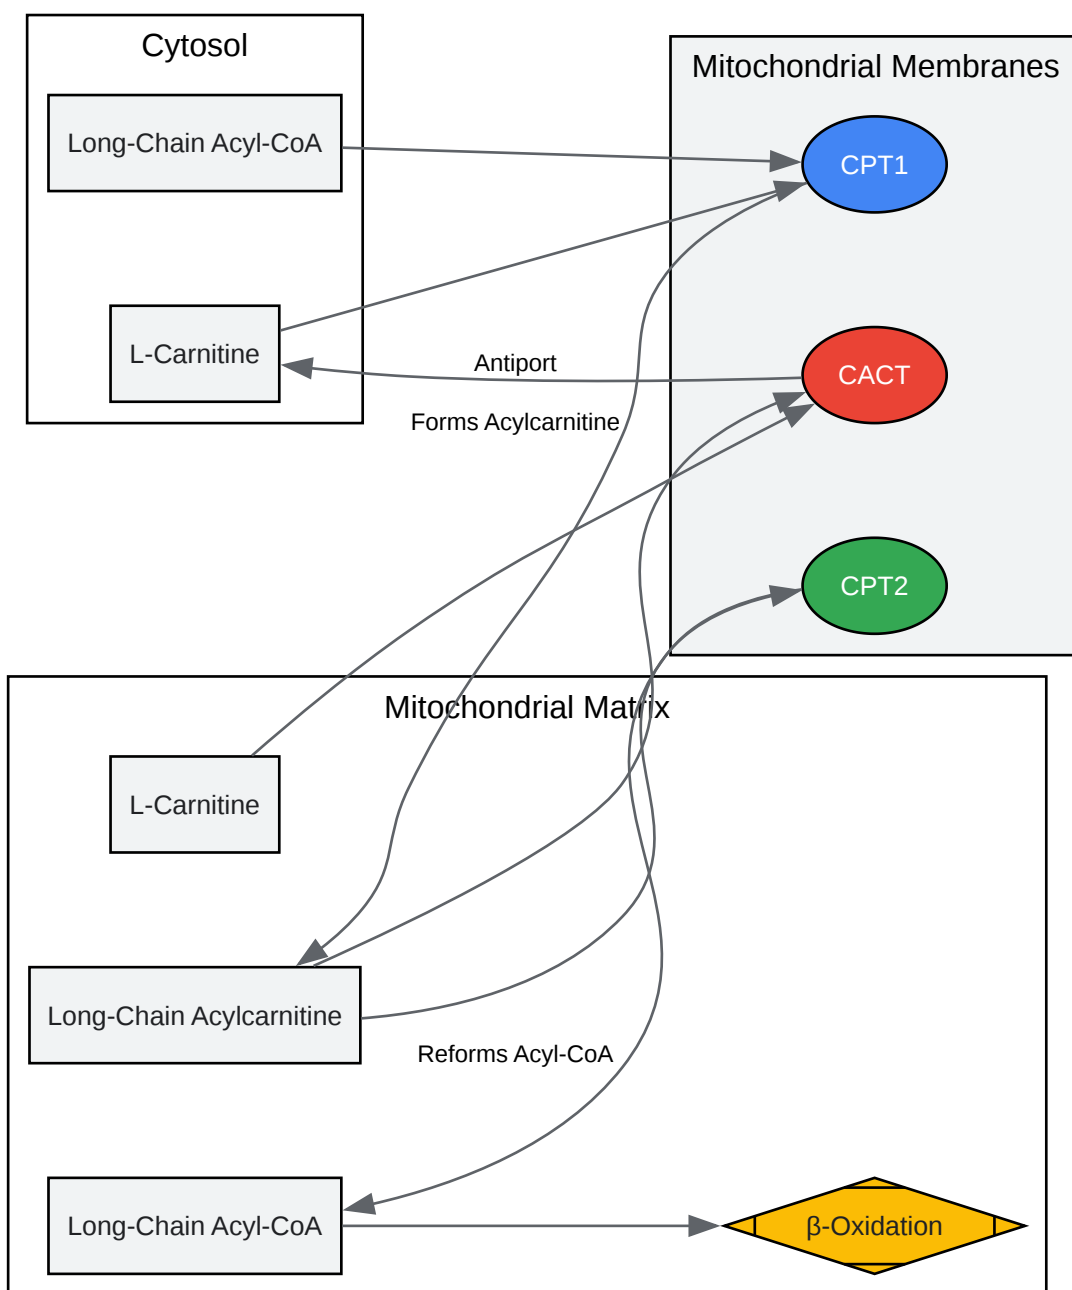 Cytosol
Long-Chain Acyl-CoA
L-Carnitine
Mitochondrial Membranes
CPT1
CACT
CPT2
Antiport
Forms Acylcarnitine
Mitochondrial Matrix
L-Carnitine
Long-Chain Acylcarnitine
Reforms Acyl-CoA
Long-Chain Acyl-CoA
β-Oxidation